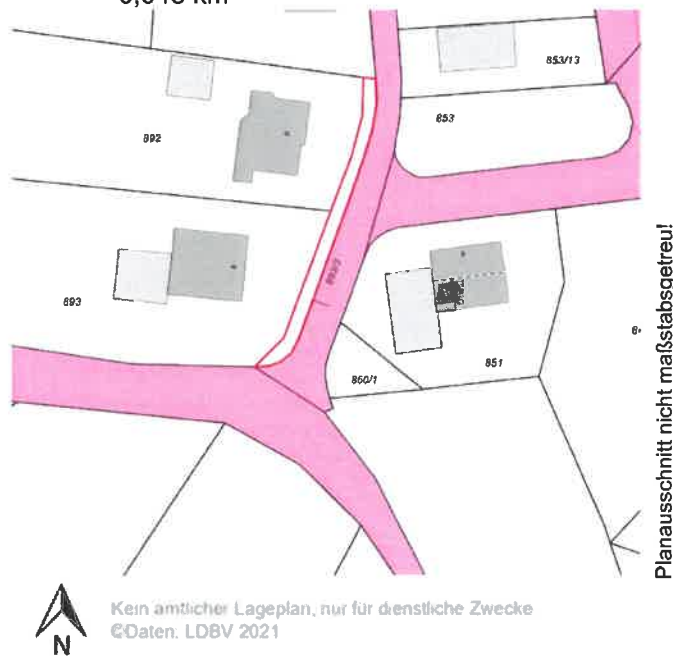 853/13
853
892
893
851
860/1
Planausschnitt nicht maßstabsgetreu!
N
Kein amtlicher Lageplan, nur für dienstliche Zwecke
©Daten: LDBV 2021